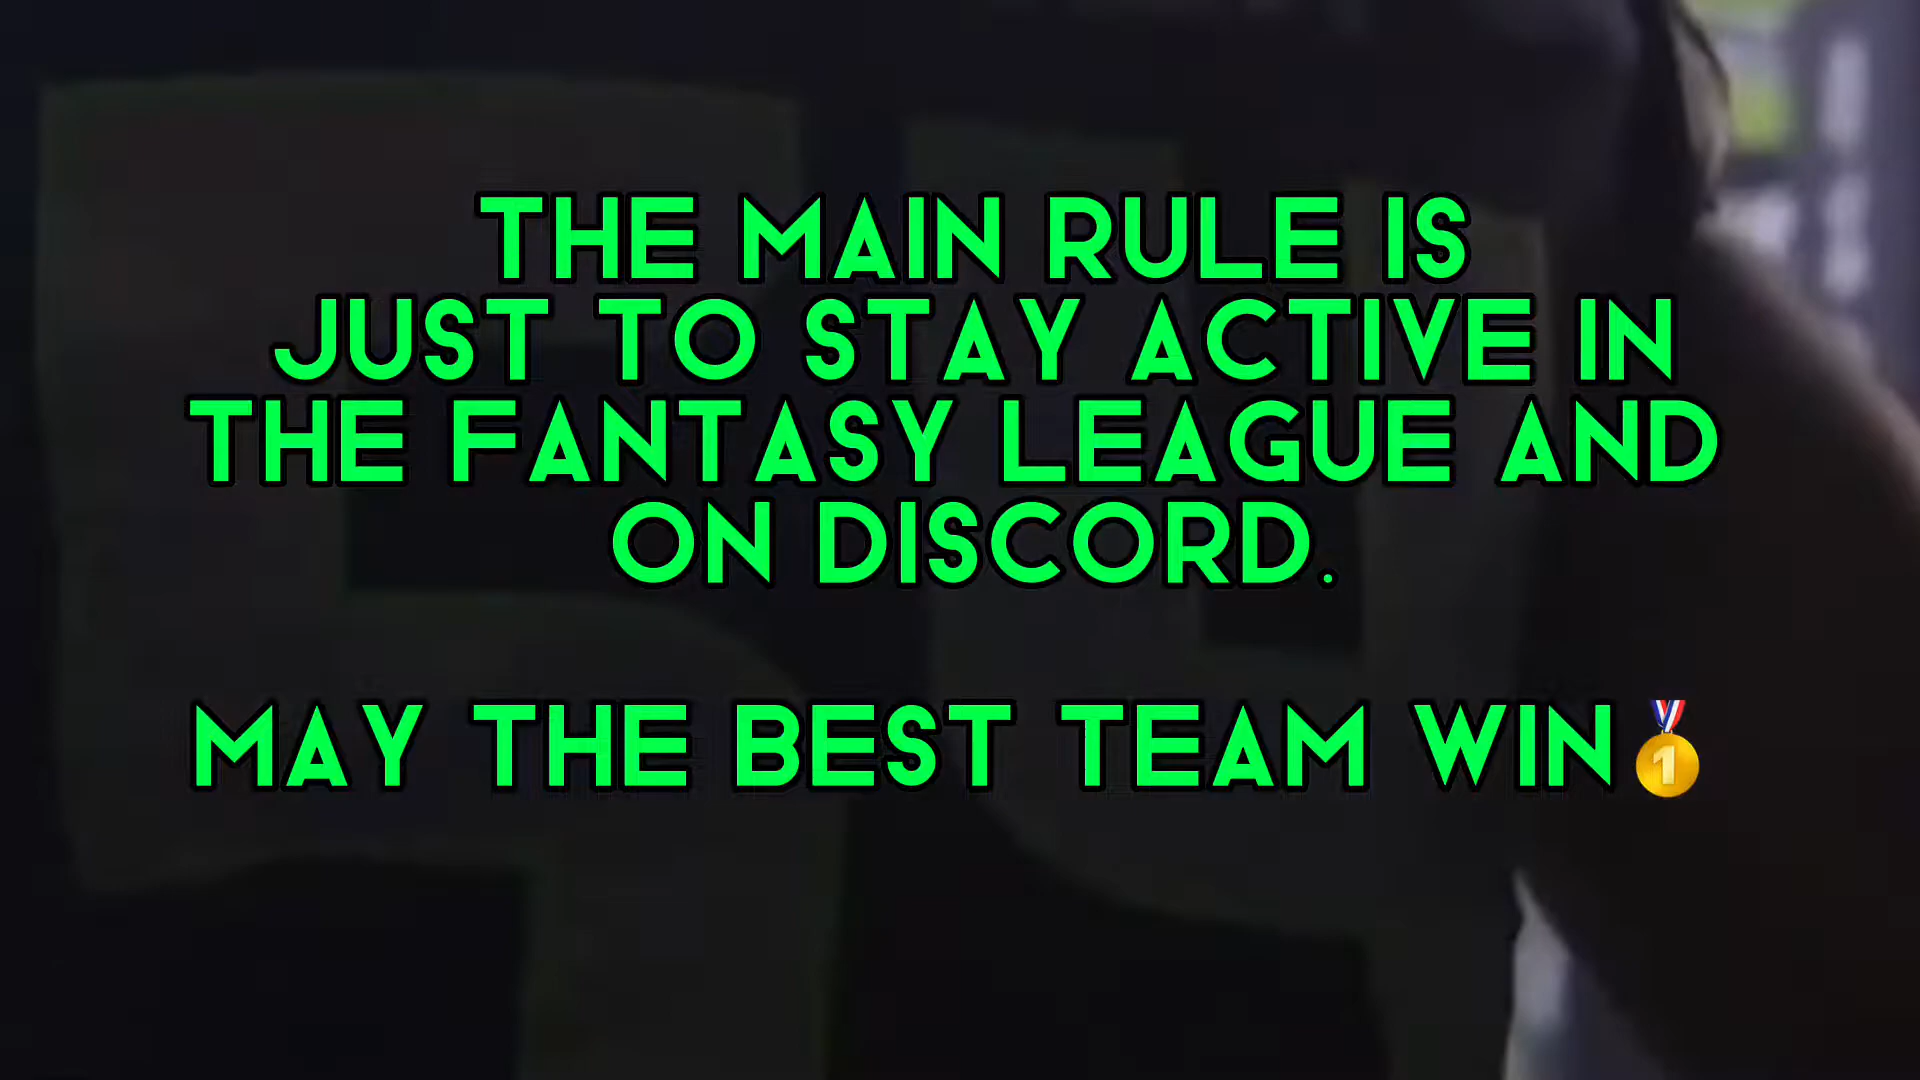 THE MAIN RULE IS
JUST TO STAY ACTIVE IN
THE FANTASY LEAGUE AND
ON DISCORD.
MAY THE BEST TEAM WIN🥇